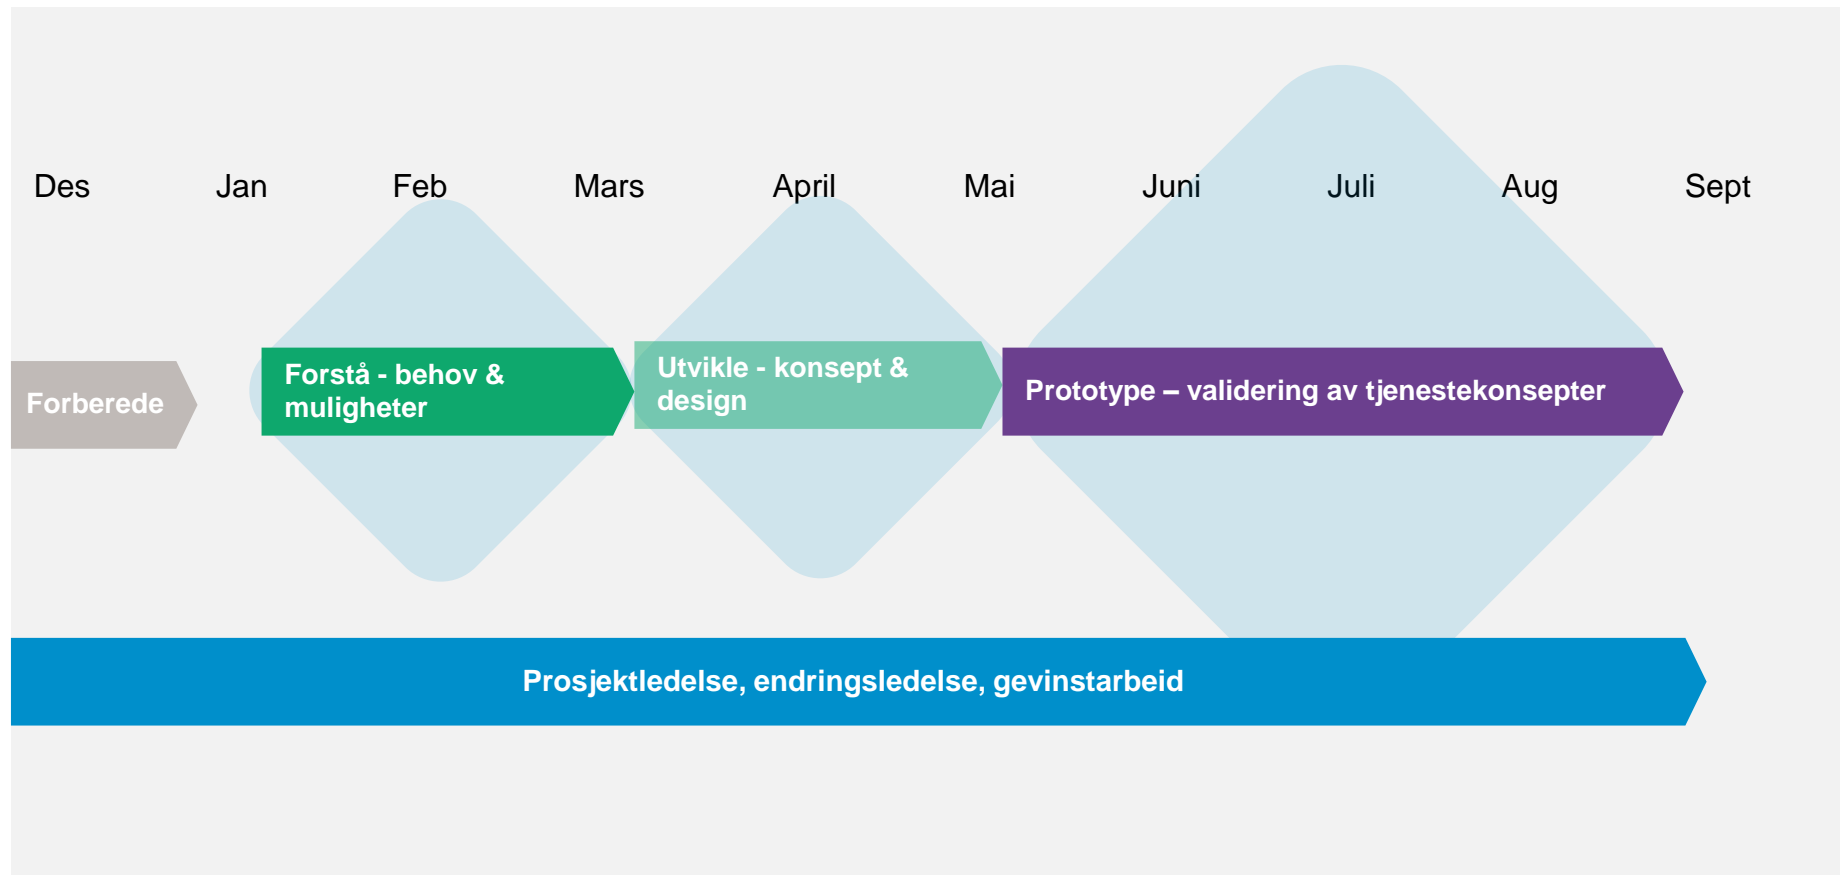 Des Jan Feb Mars April Mai Juni Juli Aug Sept
Forberede
Forstå - behov &
muligheter
Utvikle - konsept &
design
Prototype – validering av tjenestekonsepter
Prosjektledelse, endringsledelse, gevinstarbeid